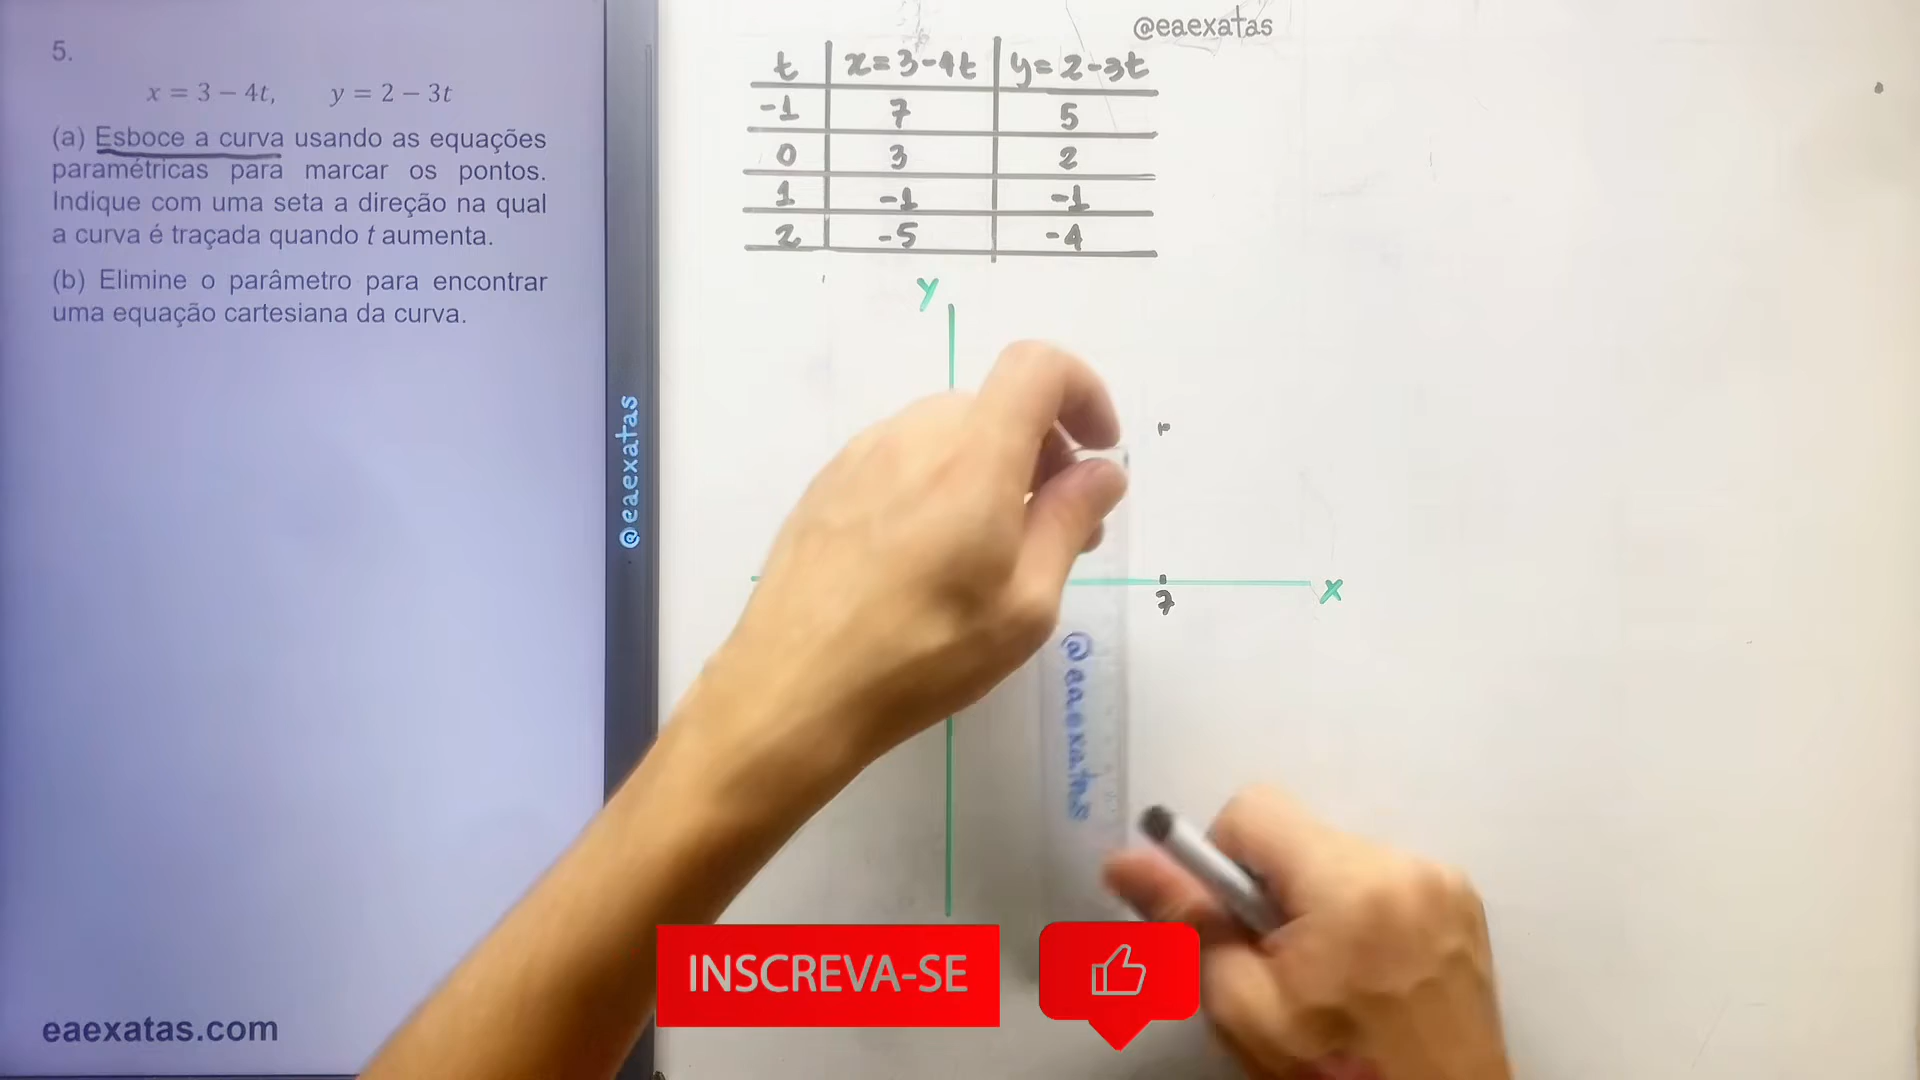 5.
x = 3 − 4t, y = 2 − 3t
(a) Esboce a curva usando as equações
paramétricas para marcar os pontos.
Indique com uma seta a direção na qual
a curva é traçada quando t aumenta.
(b) Elimine o parâmetro para encontrar
uma equação cartesiana da curva.
eaexatas.com
@eaexatas
@eaexatas
t x=3-4t y=2-3t
-1 7 5
0 3 2
1 -1 -1
2 -5 -4
y
x
7
@eaexatas
INSCREVA-SE